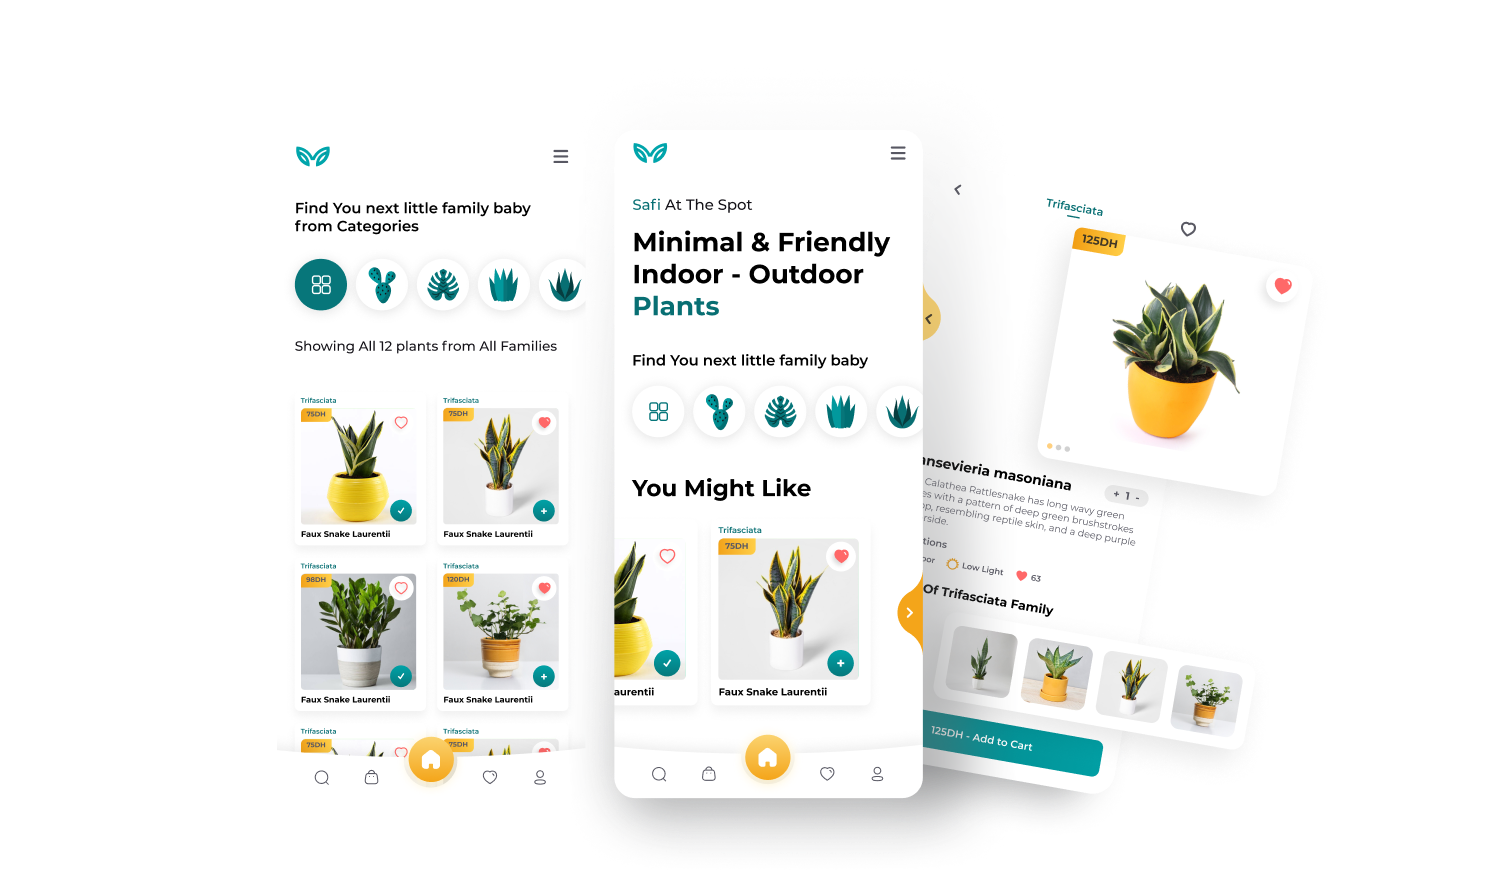 Find You next little family baby
from Categories
Showing All 12 plants from All Families
Trifasciata
75DH
Faux Snake Laurentii
Trifasciata
75DH
Faux Snake Laurentii
Trifasciata
98DH
Faux Snake Laurentii
Trifasciata
120DH
Faux Snake Laurentii
Trifasciata
75DH
Trifasciata
75DH
Safi At The Spot
Minimal & Friendly
Indoor - Outdoor
Plants
Find You next little family baby
You Might Like
aurentii
Trifasciata
75DH
Faux Snake Laurentii
Trifasciata
125DH
nsevieria masoniana
+ 1 -
Calathea Rattlesnake has long wavy green
es with a pattern of deep green brushstrokes
op, resembling reptile skin, and a deep purple
rside.
tions
oor Low Light 63
Of Trifasciata Family
125DH - Add to Cart